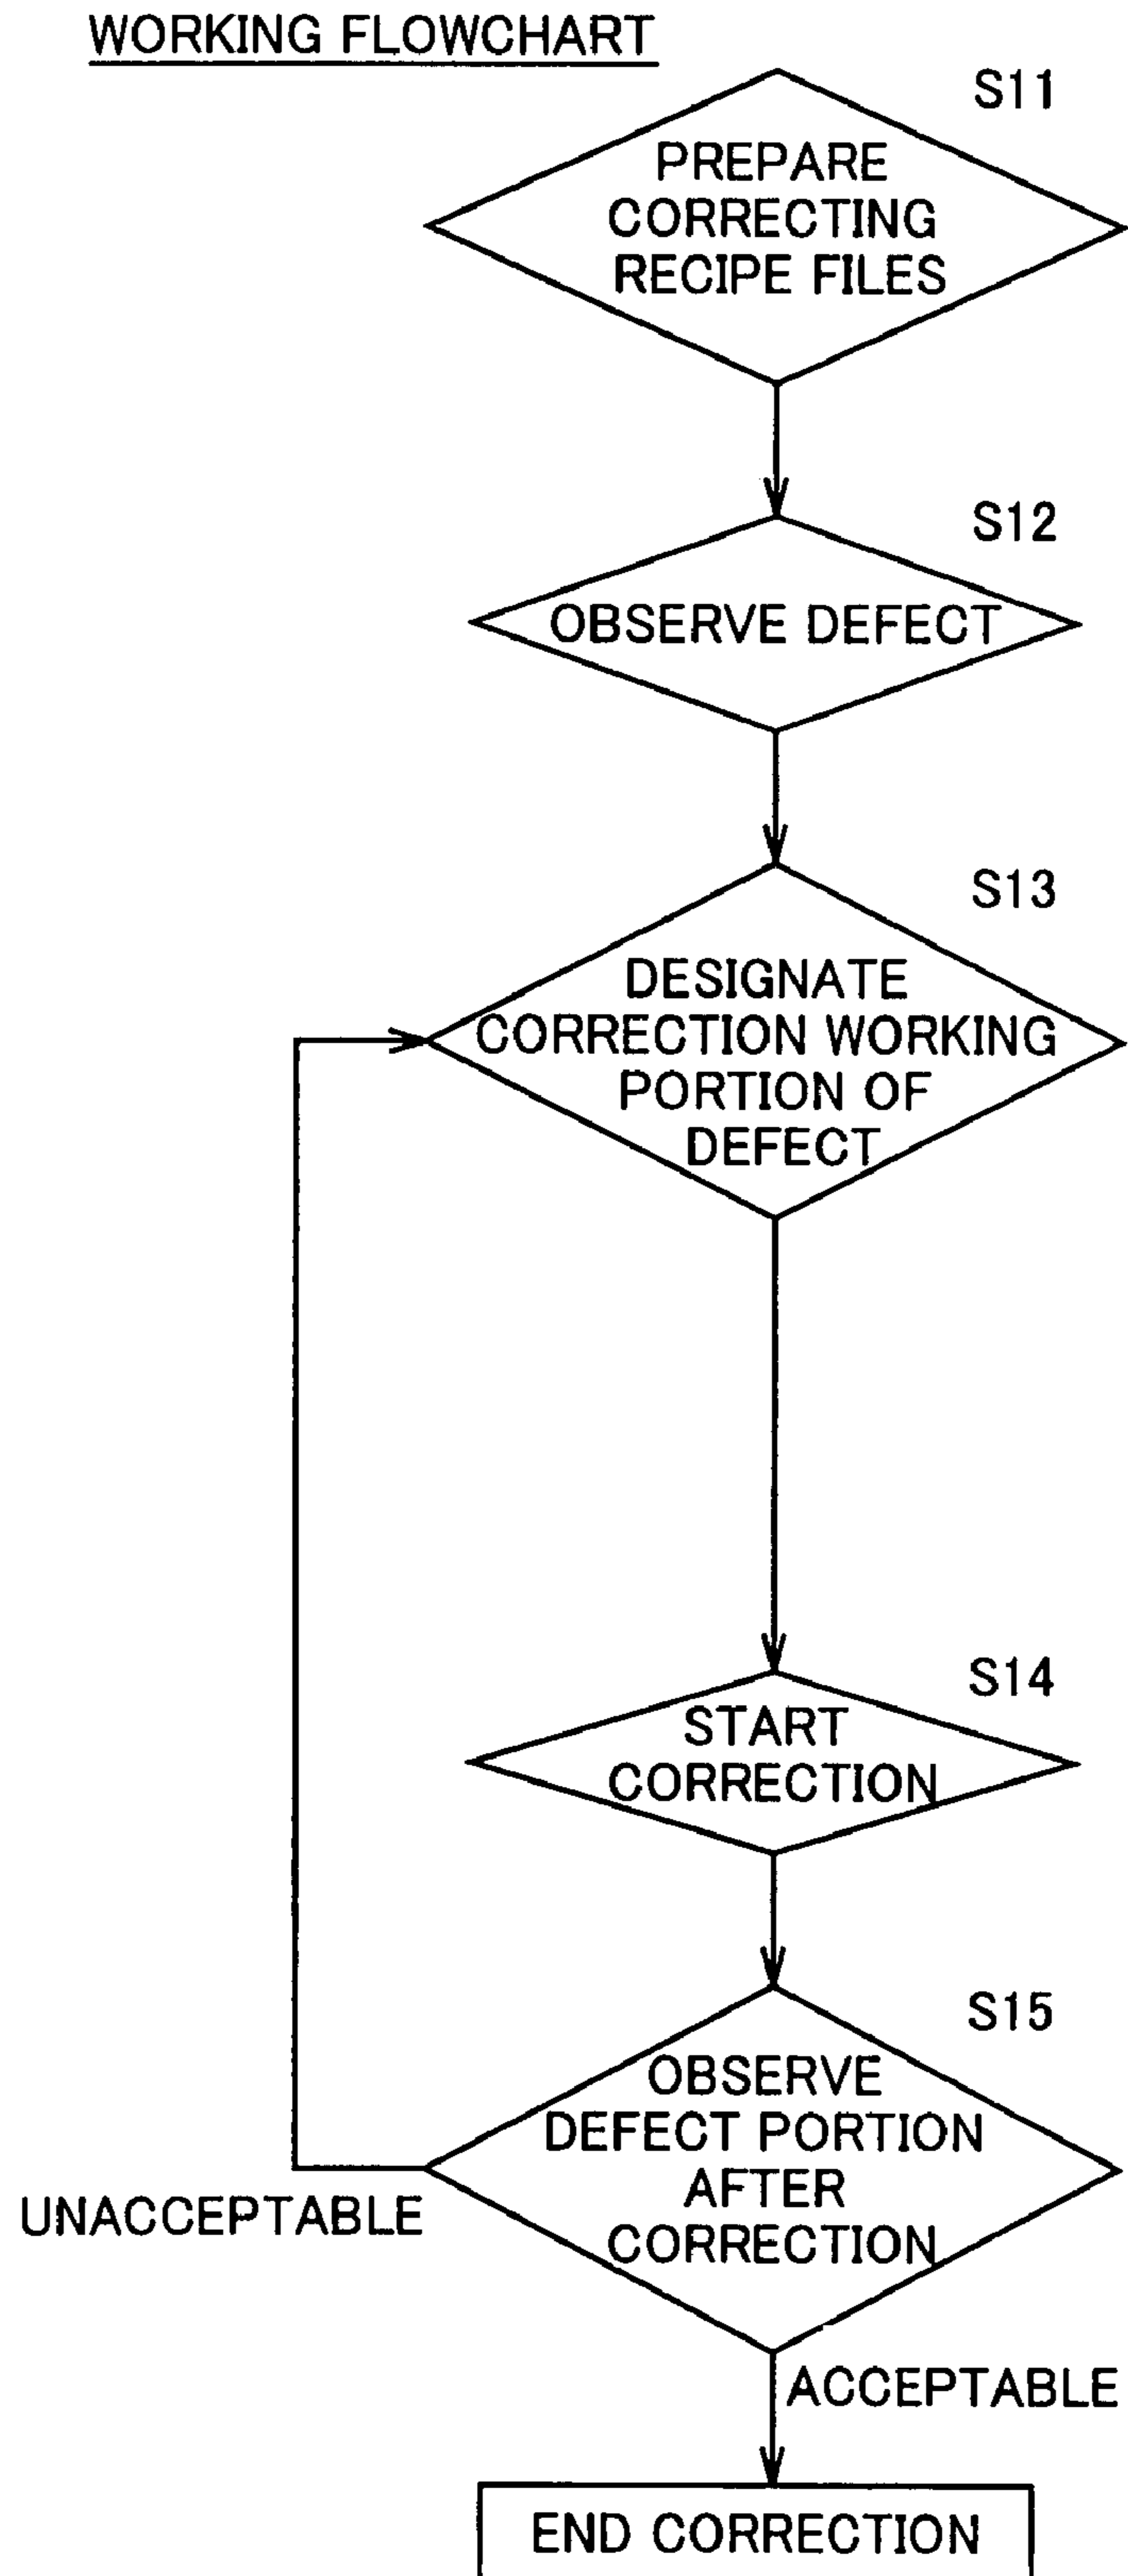 WORKING FLOWCHART
S11
PREPARE
CORRECTING
RECIPE FILES
S12
OBSERVE DEFECT
S13
DESIGNATE
CORRECTION WORKING
PORTION OF
DEFECT
S14
START
CORRECTION
S15
OBSERVE
DEFECT PORTION
AFTER
CORRECTION
UNACCEPTABLE
ACCEPTABLE
END CORRECTION